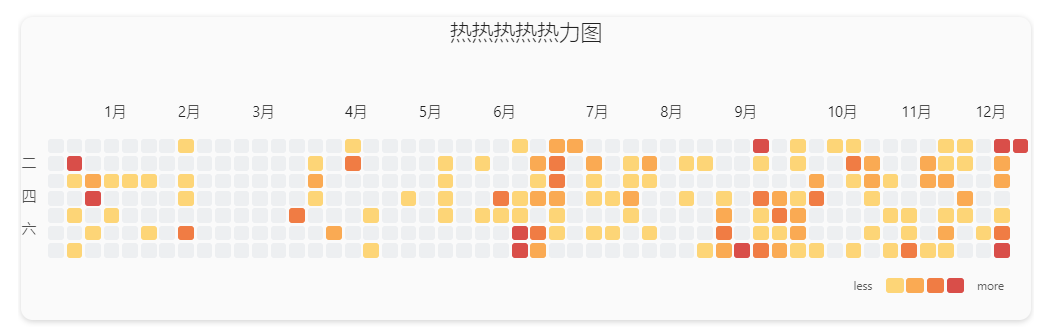 热热热热热力图
1月 2月 3月 4月 5月 6月 7月 8月 9月 10月 11月 12月
二
四
六
less more